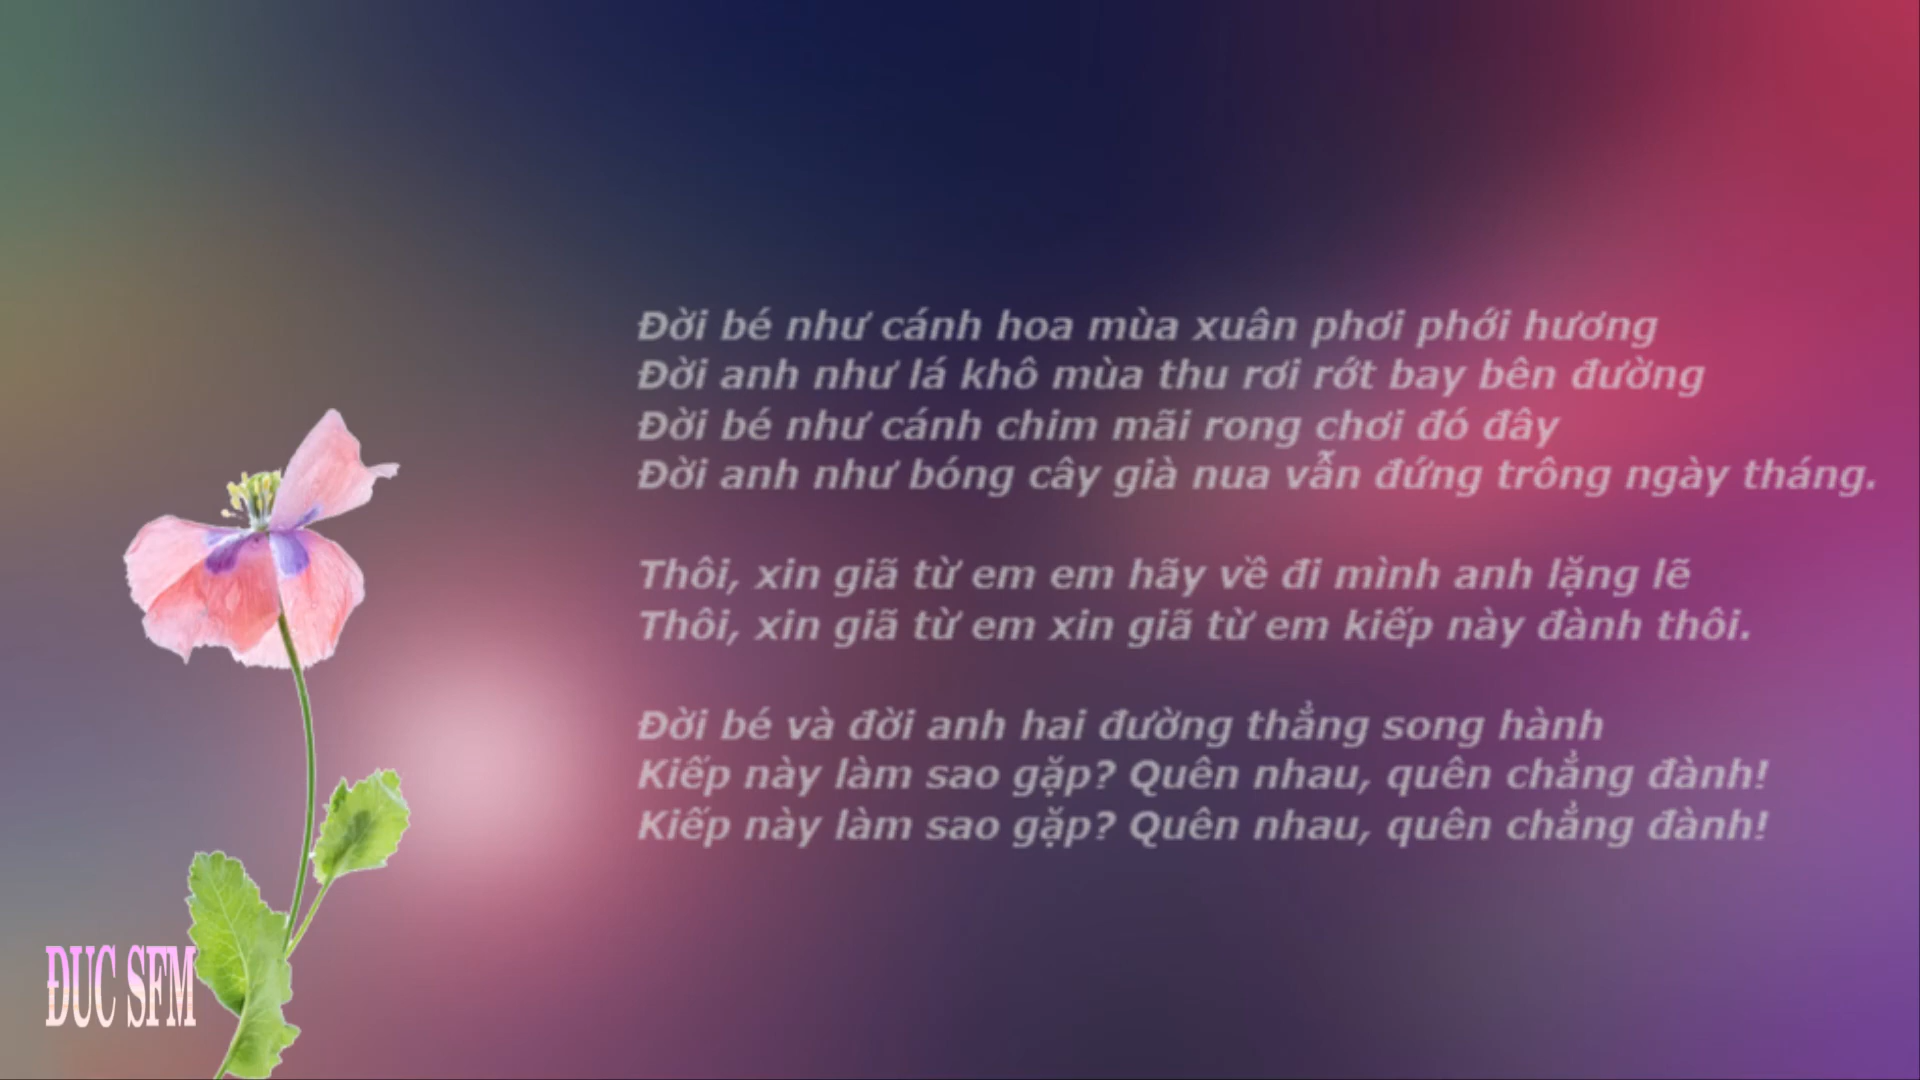 Đời bé như cánh hoa mùa xuân phơi phới hương
Đời anh như lá khô mùa thu rơi rớt bay bên đường
Đời bé như cánh chim mãi rong chơi đó đây
Đời anh như bóng cây già nua vẫn đứng trông ngày tháng.
Thôi, xin giã từ em em hãy về đi mình anh lặng lẽ
Thôi, xin giã từ em xin giã từ em kiếp này đành thôi.
Đời bé và đời anh hai đường thẳng song hành
Kiếp này làm sao gặp? Quên nhau, quên chẳng đành!
Kiếp này làm sao gặp? Quên nhau, quên chẳng đành!
ĐUC SFM